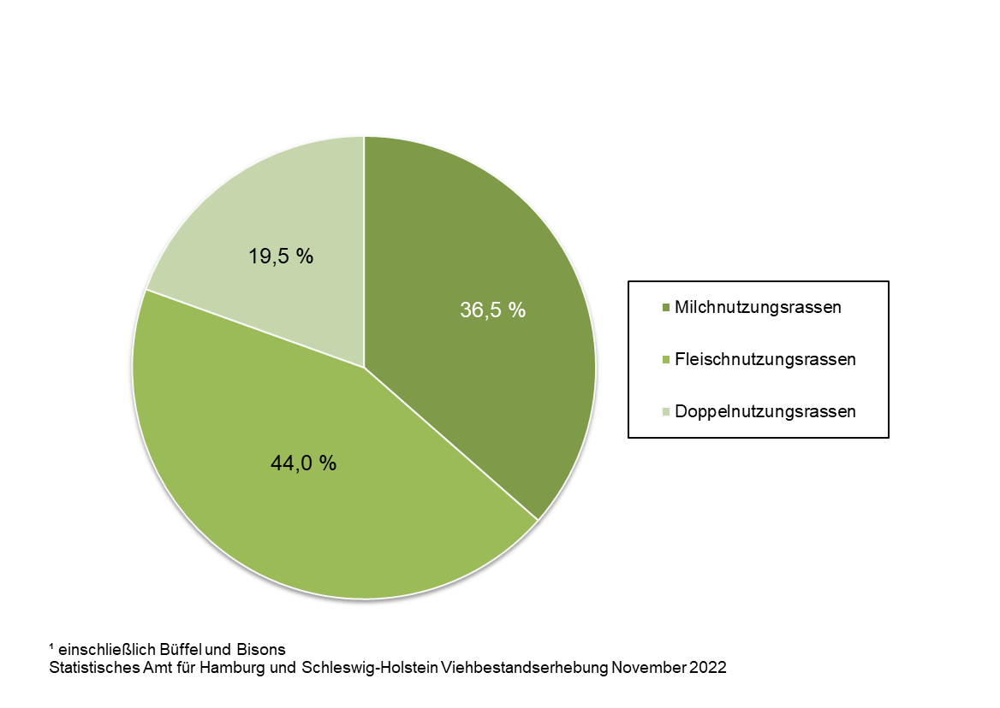 19,5 %
36,5 %
44,0 %
Milchnutzungsrassen
Fleischnutzungsrassen
Doppelnutzungsrassen
¹ einschließlich Büffel und Bisons
Statistisches Amt für Hamburg und Schleswig-Holstein Viehbestandserhebung November 2022